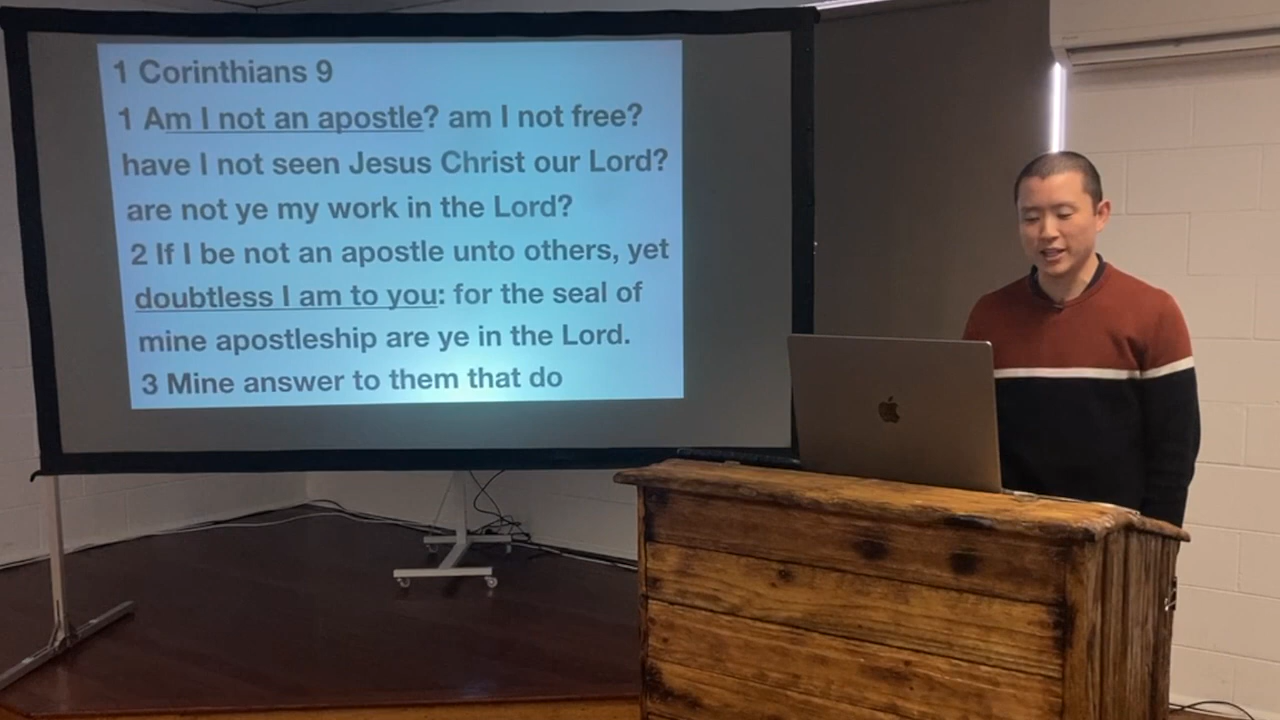 1 Corinthians 9
1 Am I not an apostle? am I not free?
have I not seen Jesus Christ our Lord?
are not ye my work in the Lord?
2 If I be not an apostle unto others, yet
doubtless I am to you: for the seal of
mine apostleship are ye in the Lord.
3 Mine answer to them that do